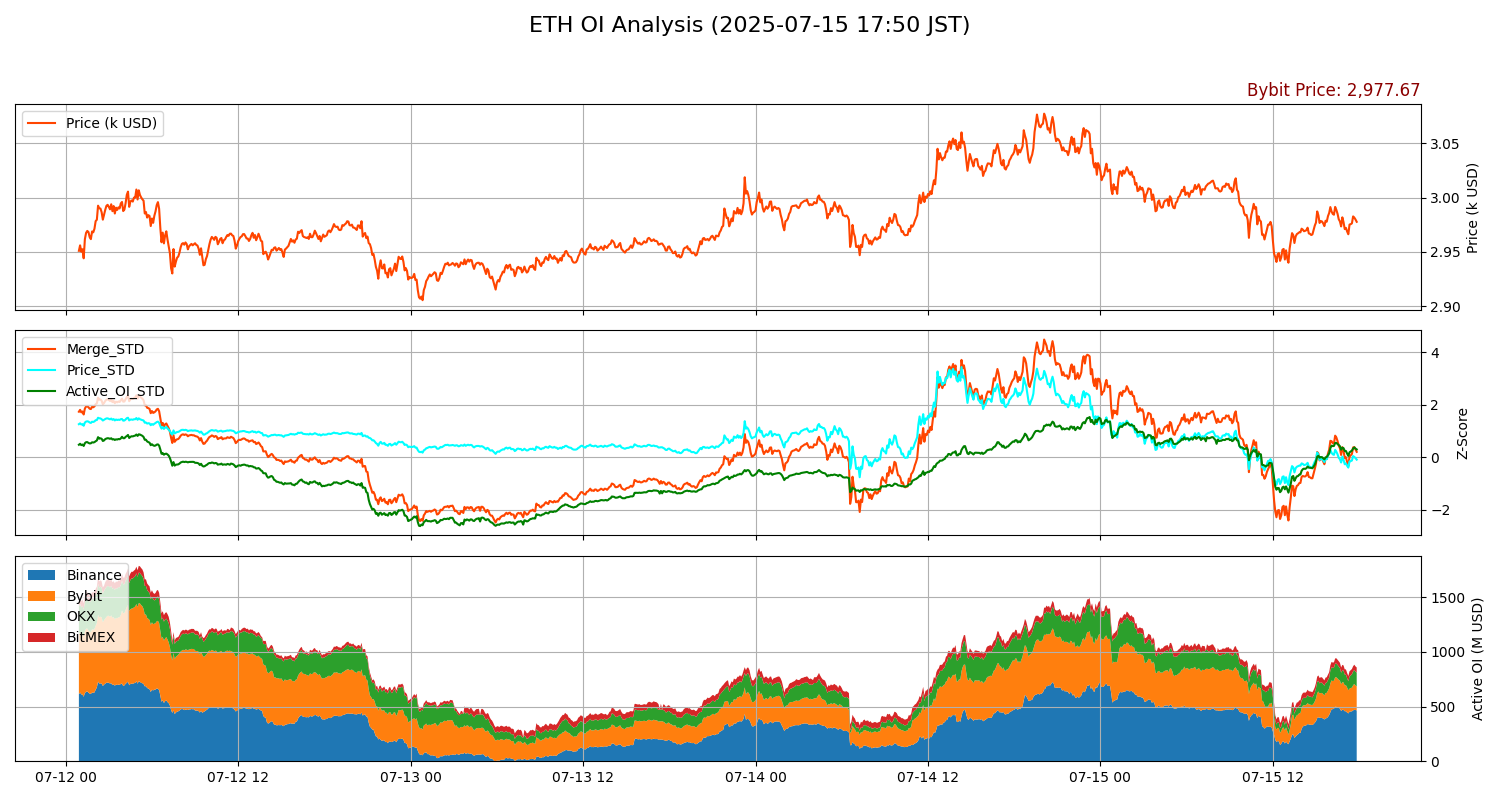 ETH OI Analysis (2025-07-15 17:50 JST)
Bybit Price: 2,977.67
Price (k USD)
3.05
3.00
2.95
2.90
Price (k USD)
Merge_STD
Price_STD
Active_OI_STD
4
2
0
−2
Z-Score
Binance
Bybit
OKX
BitMEX
1500
1000
500
0
Active OI (M USD)
07-12 00
07-12 12
07-13 00
07-13 12
07-14 00
07-14 12
07-15 00
07-15 12